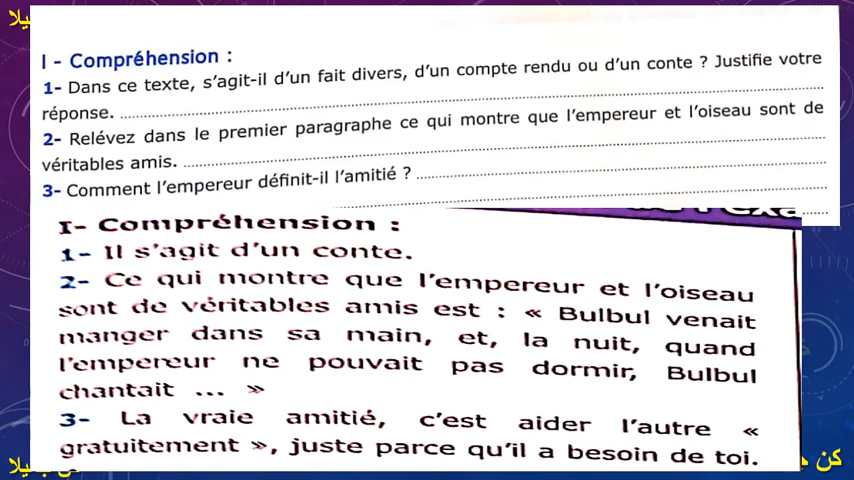 I - Compréhension :
1- Dans ce texte, s'agit-il d'un fait divers, d'un compte rendu ou d'un conte ? Justifie votre
réponse.
2- Relévez dans le premier paragraphe ce qui montre que l'empereur et l'oiseau sont de
véritables amis.
3- Comment l'empereur définit-il l'amitié ?
I- Compréhension :
1- Il s'agit d'un conte.
2- Ce qui montre que l'empereur et l'oiseau
sont de véritables amis est : « Bulbul venait
manger dans sa main, et, la nuit, quand
l'empereur ne pouvait pas dormir, Bulbul
chantait ... »
3- La vraie amitié, c'est aider l'autre «
gratuitement », juste parce qu'il a besoin de toi.
كن